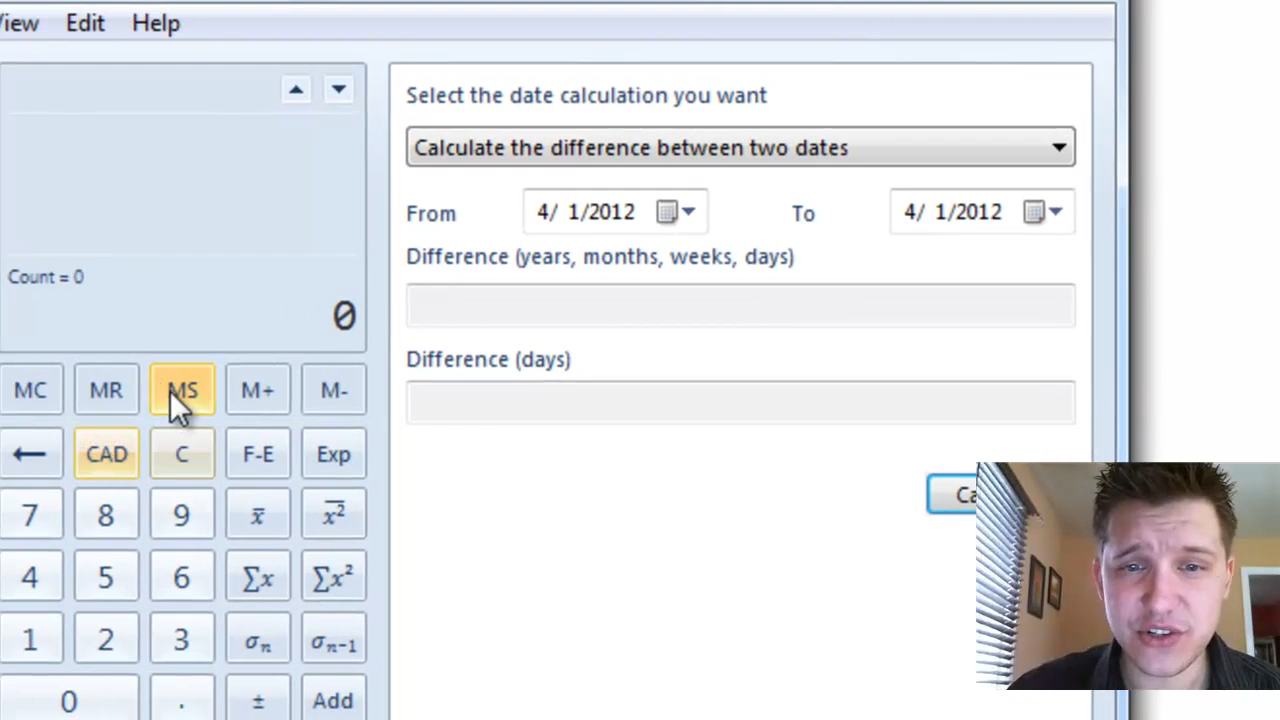 View Edit Help
Select the date calculation you want
Calculate the difference between two dates
From 4/ 1/2012 To 4/ 1/2012
Difference (years, months, weeks, days)
Count = 0
0
Difference (days)
MC MR MS M+ M-
← CAD C F-E Exp
7 8 9 x̅ x̅²
4 5 6 ∑x ∑x²
1 2 3 σn σn-1
0 . ± Add